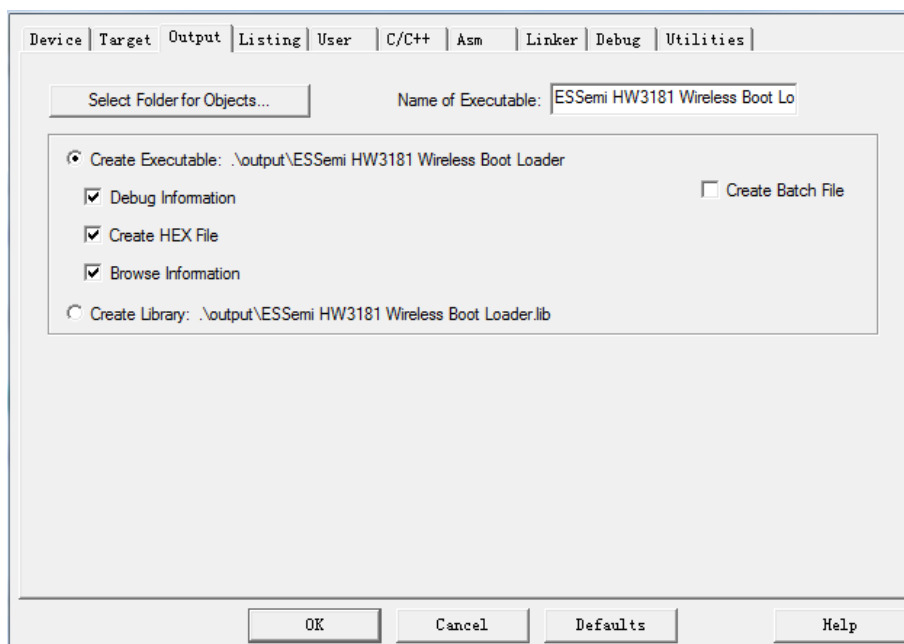 Device Target Output Listing User C/C++ Asm Linker Debug Utilities
Select Folder for Objects... Name of Executable: ESSemi HW3181 Wireless Boot Lo
Create Executable: .\output\ESSemi HW3181 Wireless Boot Loader
Debug Information Create Batch File
Create HEX File
Browse Information
Create Library: .\output\ESSemi HW3181 Wireless Boot Loader.lib
OK Cancel Defaults Help